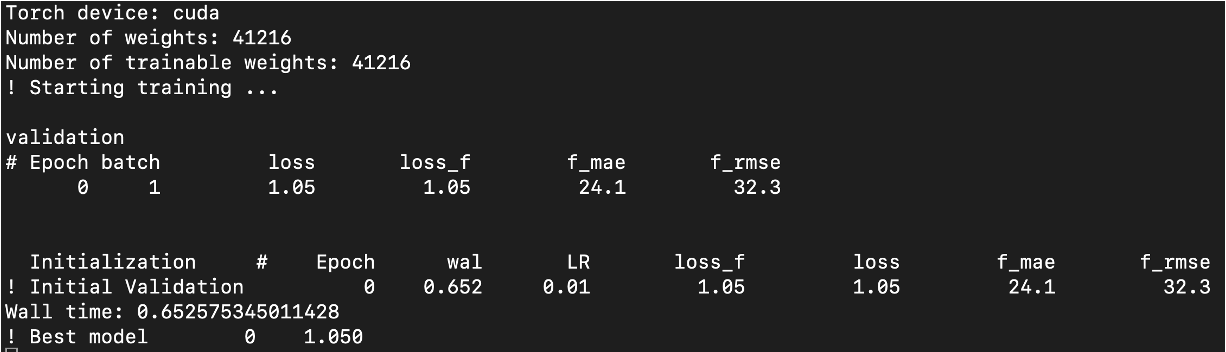 Torch device: cuda
Number of weights: 41216
Number of trainable weights: 41216
! Starting training ...
validation
# Epoch batch loss loss_f f_mae f_rmse
0 1 1.05 1.05 24.1 32.3
Initialization # Epoch wal LR loss_f loss f_mae f_rmse
! Initial Validation 0 0.652 0.01 1.05 1.05 24.1 32.3
Wall time: 0.652575345011428
! Best model 0 1.050